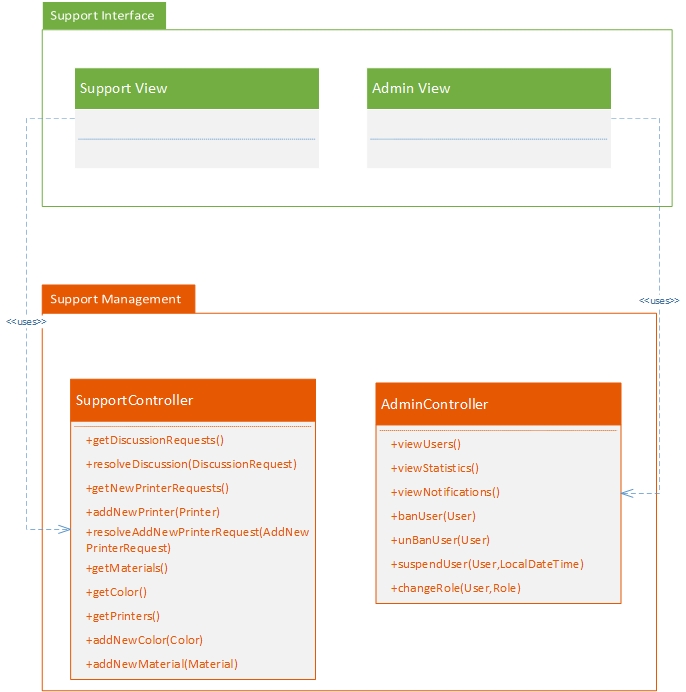 Support Interface
Support View
Admin View
Support Management
<<uses>>
<<uses>>
SupportController
+getDiscussionRequests()
+resolveDiscussion(DiscussionRequest)
+getNewPrinterRequests()
+addNewPrinter(Printer)
+resolveAddNewPrinterRequest(AddNew
PrinterRequest)
+getMaterials()
+getColor()
+getPrinters()
+addNewColor(Color)
+addNewMaterial(Material)
AdminController
+viewUsers()
+viewStatistics()
+viewNotifications()
+banUser(User)
+unBanUser(User)
+suspendUser(User,LocalDateTime)
+changeRole(User,Role)